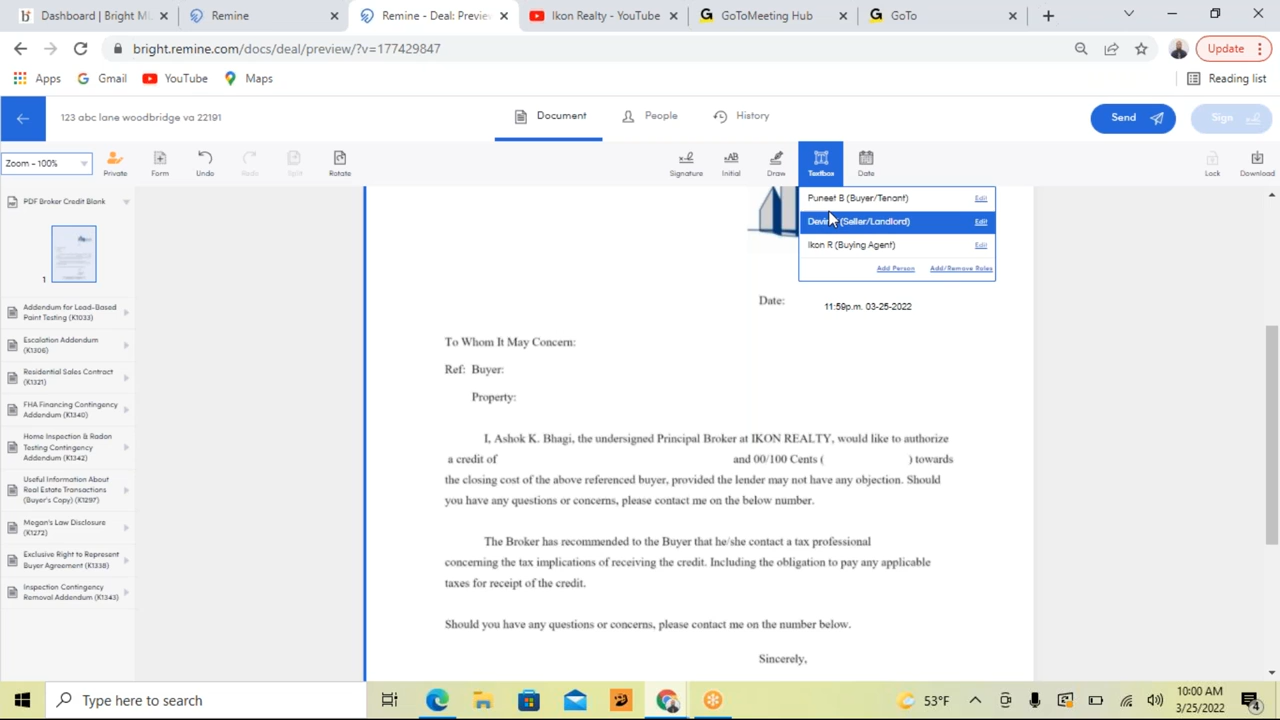 Dashboard | Bright ML
Remine
Remine - Deal: Preview
Ikon Realty - YouTube
GoToMeeting Hub
GoTo
bright.remine.com/docs/deal/preview/?v=177429847
Update
Apps
Gmail
YouTube
Maps
Reading list
123 abc lane woodbridge va 22191
Document
People
History
Send
Sign
Zoom - 100%
Private
Form
Undo
Redo
Split
Rotate
Signature
Initial
Draw
Textbox
Date
Lock
Download
PDF Broker Credit Blank
1
Addendum for Lead-Based
Paint Testing (K1033)
Escalation Addendum
(K1306)
Residential Sales Contract
(K1321)
FHA Financing Contingency
Addendum (K1340)
Home Inspection & Radon
Testing Contingency
Addendum (K1342)
Useful Information About
Real Estate Transactions
(Buyer's Copy) (K1297)
Megan's Law Disclosure
(K1272)
Exclusive Right to Represent
Buyer Agreement (K1338)
Inspection Contingency
Removal Addendum (K1343)
Puneet B (Buyer/Tenant) Edit
(Seller/Landlord) Edit
Ikon R (Buying Agent) Edit
Add Person Add/Remove Roles
Date: 11:59p.m. 03-25-2022
To Whom It May Concern:
Ref: Buyer:
Property:
I, Ashok K. Bhagi, the undersigned Principal Broker at IKON REALTY, would like to authorize
a credit of and 00/100 Cents ( ) towards
the closing cost of the above referenced buyer, provided the lender may not have any objection. Should
you have any questions or concerns, please contact me on the below number.
The Broker has recommended to the Buyer that he/she contact a tax professional
concerning the tax implications of receiving the credit. Including the obligation to pay any applicable
taxes for receipt of the credit.
Should you have any questions or concerns, please contact me on the number below.
Sincerely,
Type here to search
53°F
10:00 AM
3/25/2022
4